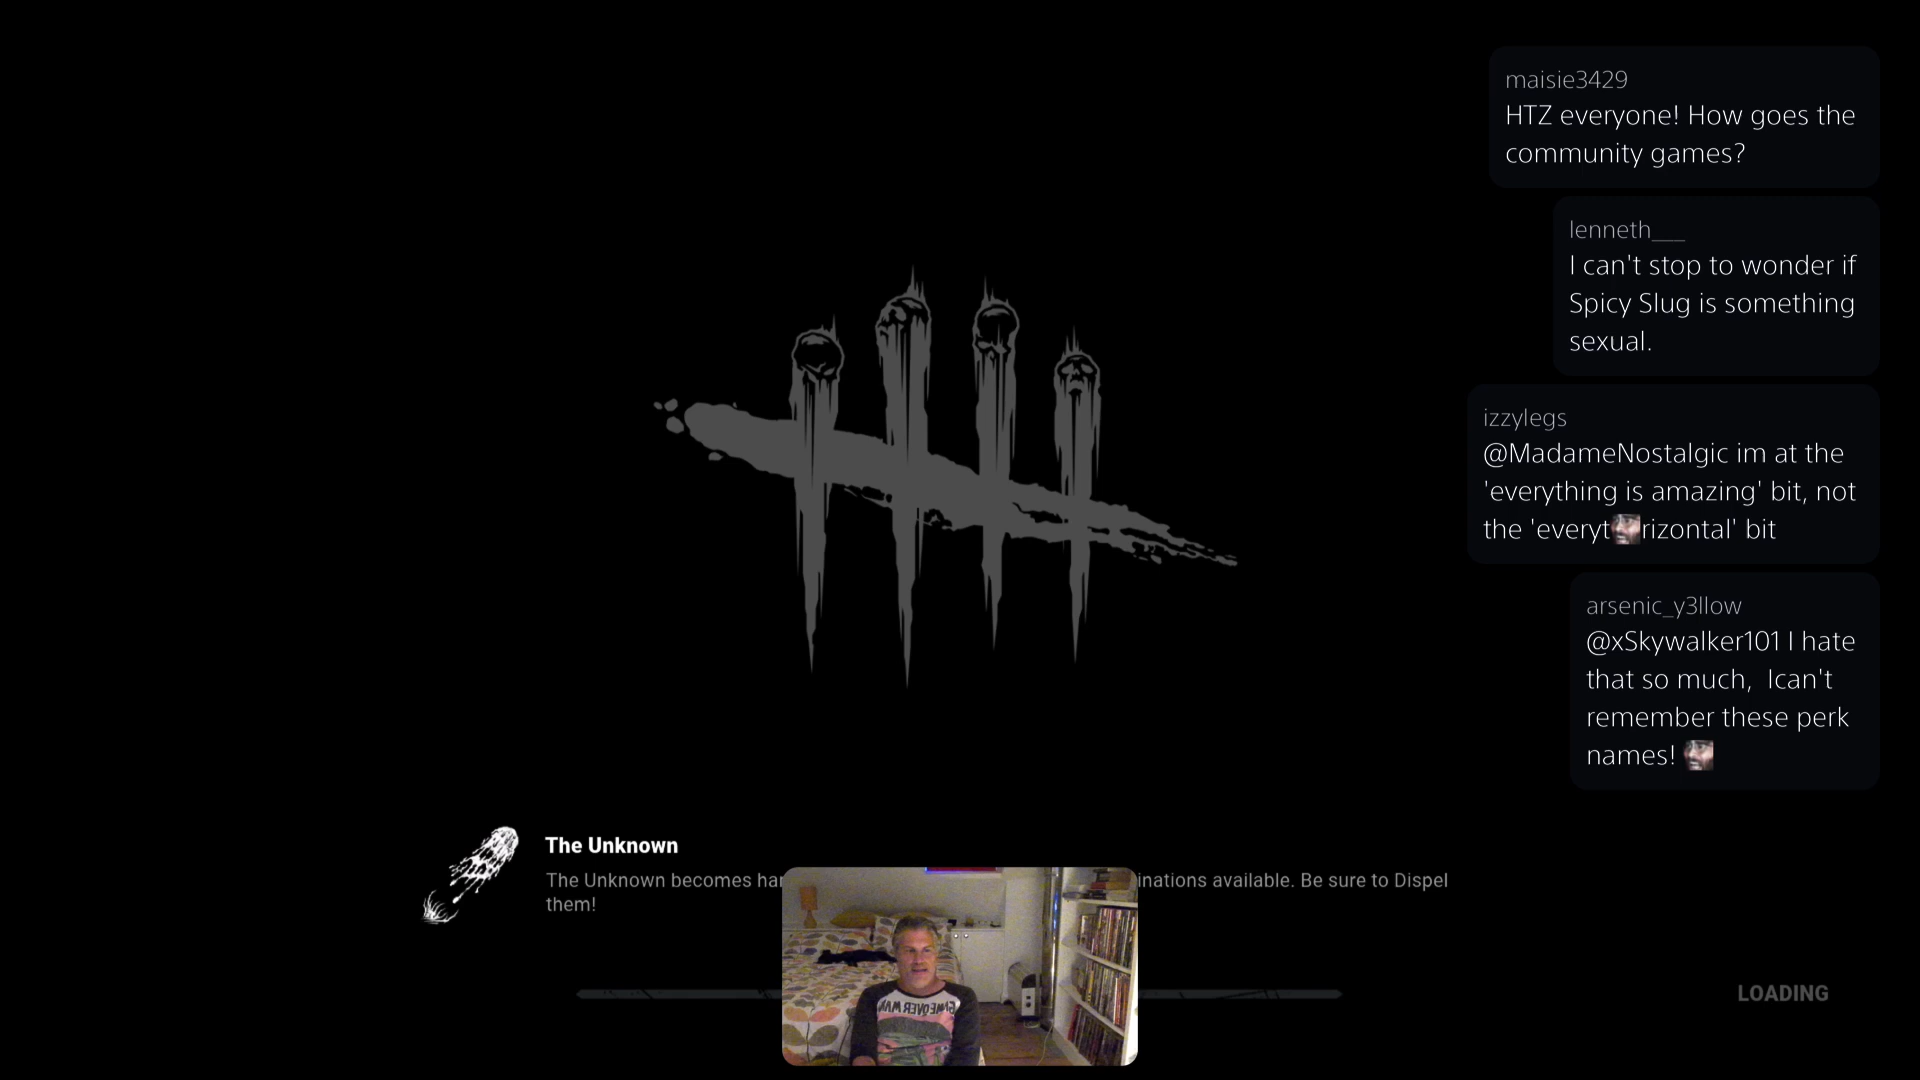 maisie3429
HTZ everyone! How goes the
community games?
lenneth___
I can't stop to wonder if
Spicy Slug is something
sexual.
izzylegs
@MadameNostalgic im at the
'everything is amazing' bit, not
the 'everyt rizontal' bit
arsenic_y3llow
@xSkywalker101 I hate
that so much, Ican't
remember these perk
names!
The Unknown
The Unknown becomes har inations available. Be sure to Dispel
them!
GAME OVER MAN
LOADING